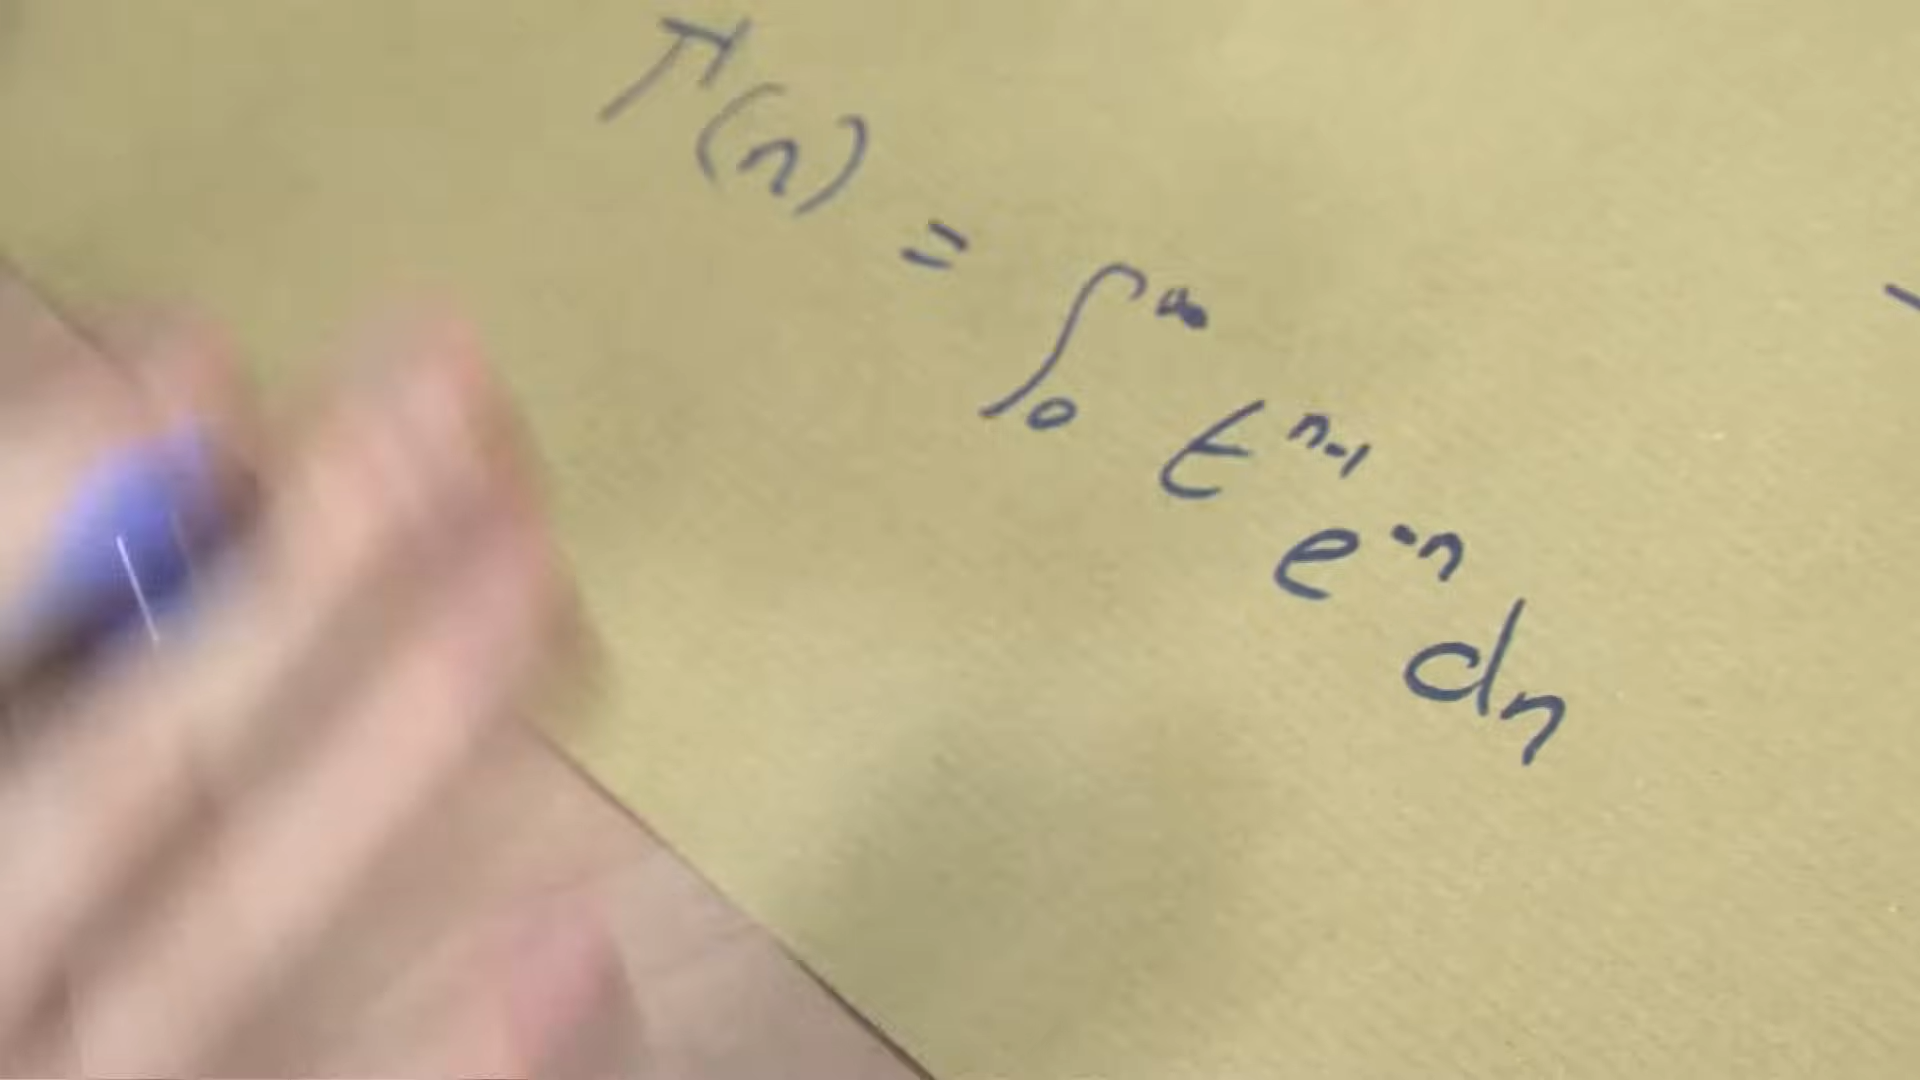 Γ(n) = ∫₀^∞ t^{n-1} e^{-n} dn